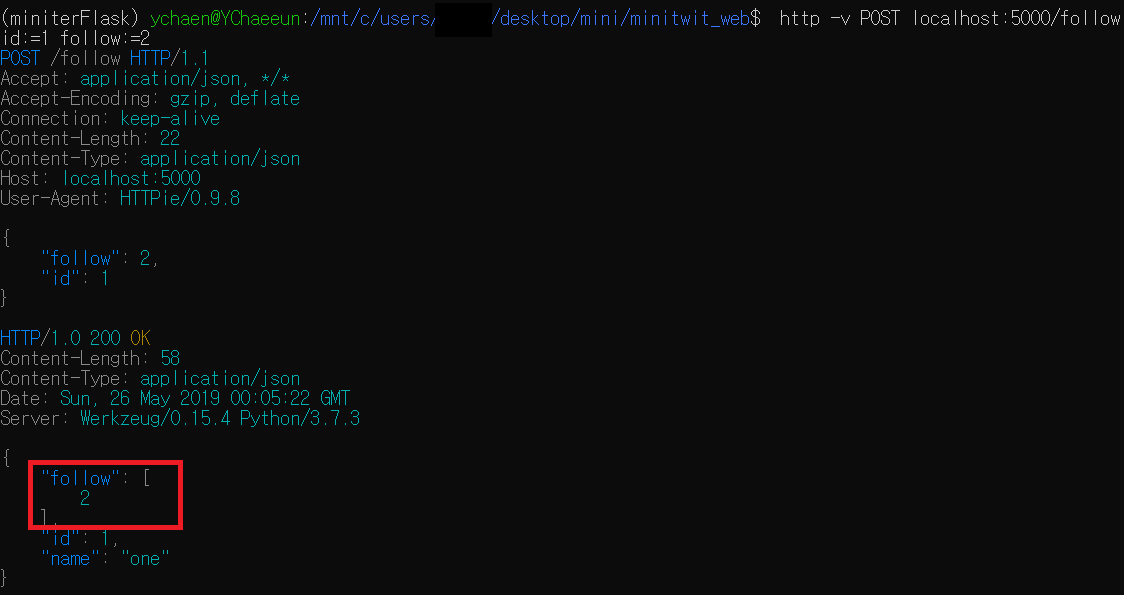 (miniterFlask) ychaen@YChaeeun:/mnt/c/users/ /desktop/mini/minitwit_web$ http -v POST localhost:5000/follow
id:=1 follow:=2
POST /follow HTTP/1.1
Accept: application/json, */*
Accept-Encoding: gzip, deflate
Connection: keep-alive
Content-Length: 22
Content-Type: application/json
Host: localhost:5000
User-Agent: HTTPie/0.9.8
{
"follow": 2,
"id": 1
}
HTTP/1.0 200 OK
Content-Length: 58
Content-Type: application/json
Date: Sun, 26 May 2019 00:05:22 GMT
Server: Werkzeug/0.15.4 Python/3.7.3
{
"follow": [
2
],
"id": 1,
"name": "one"
}